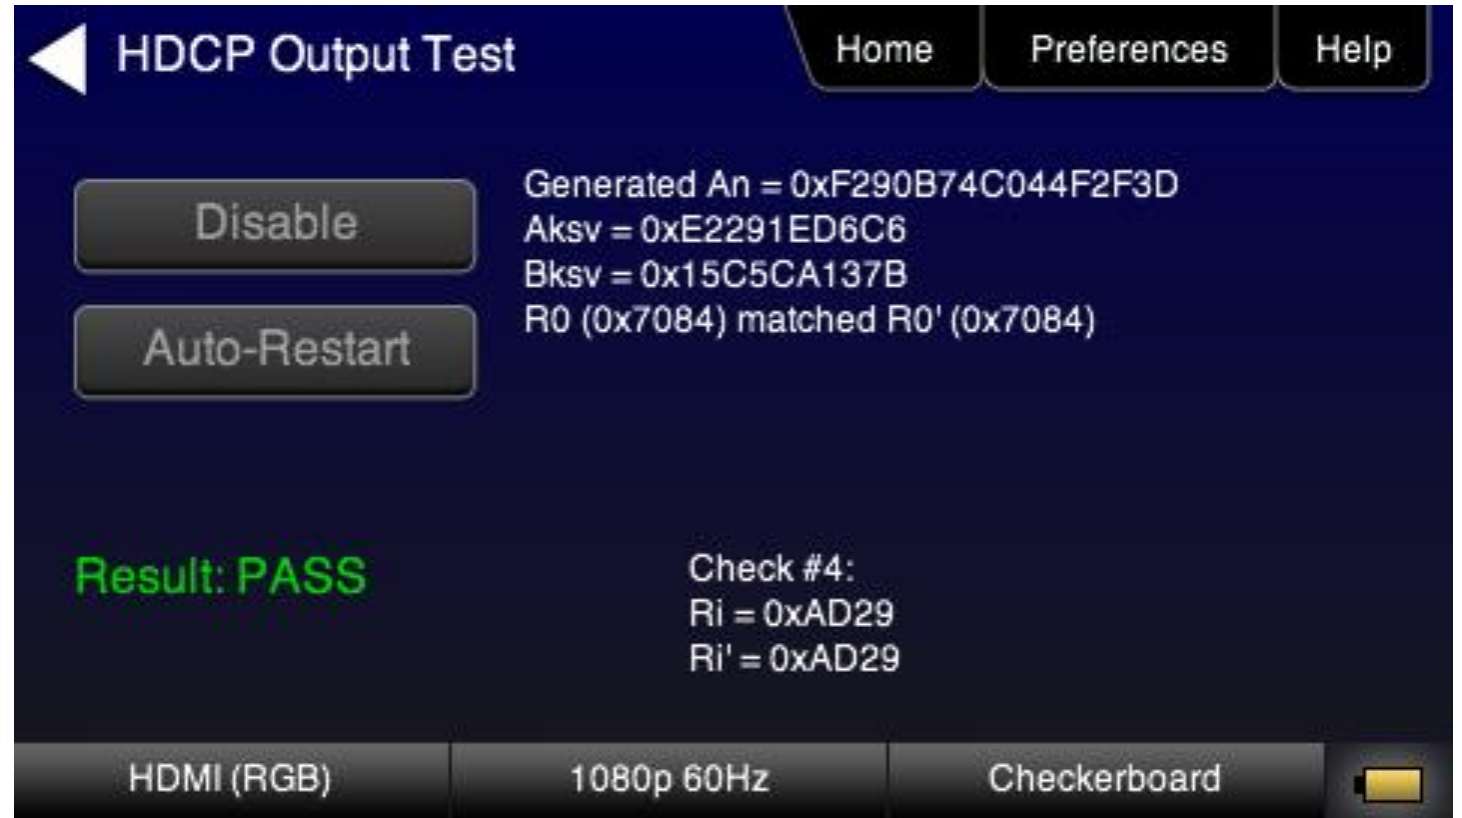 HDCP Output Test
Home
Preferences
Help
Disable
Auto-Restart
Generated An = 0xF290B74C044F2F3D
Aksv = 0xE2291ED6C6
Bksv = 0x15C5CA137B
R0 (0x7084) matched R0' (0x7084)
Result: PASS
Check #4:
Ri = 0xAD29
Ri' = 0xAD29
HDMI (RGB)
1080p 60Hz
Checkerboard